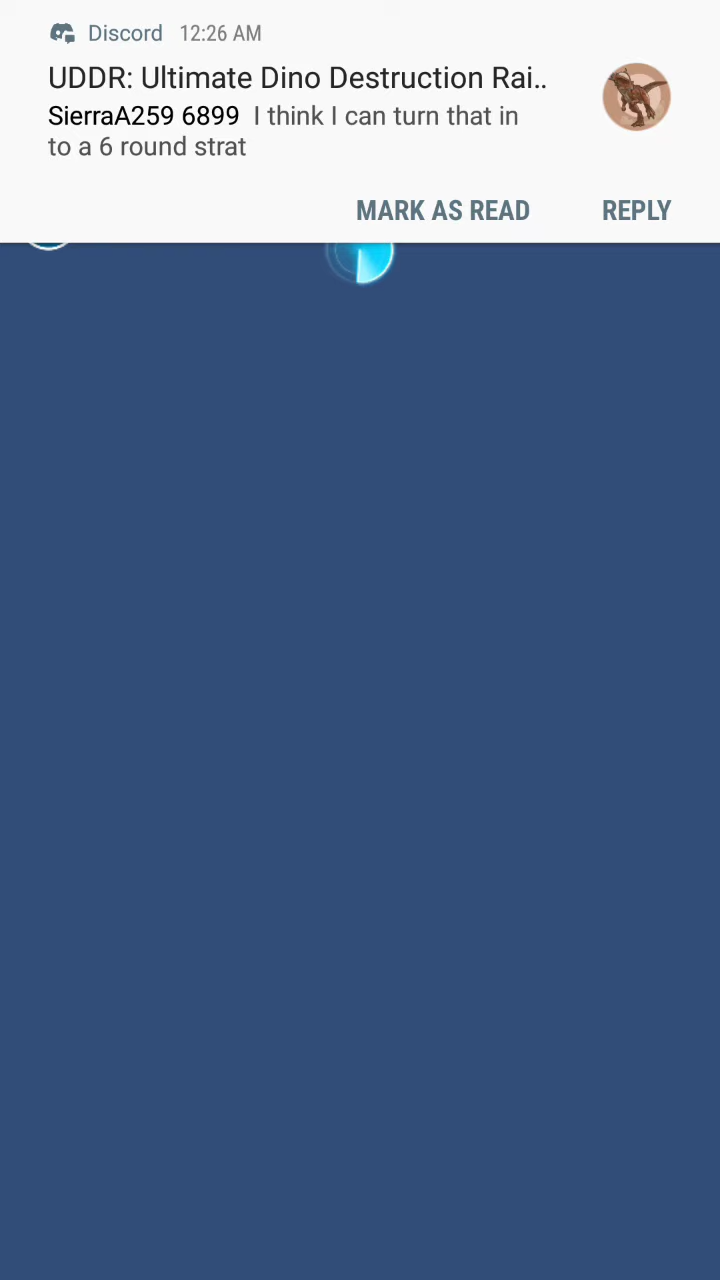 Discord 12:26 AM
UDDR: Ultimate Dino Destruction Rai..
SierraA259 6899 I think I can turn that in
to a 6 round strat
MARK AS READ REPLY